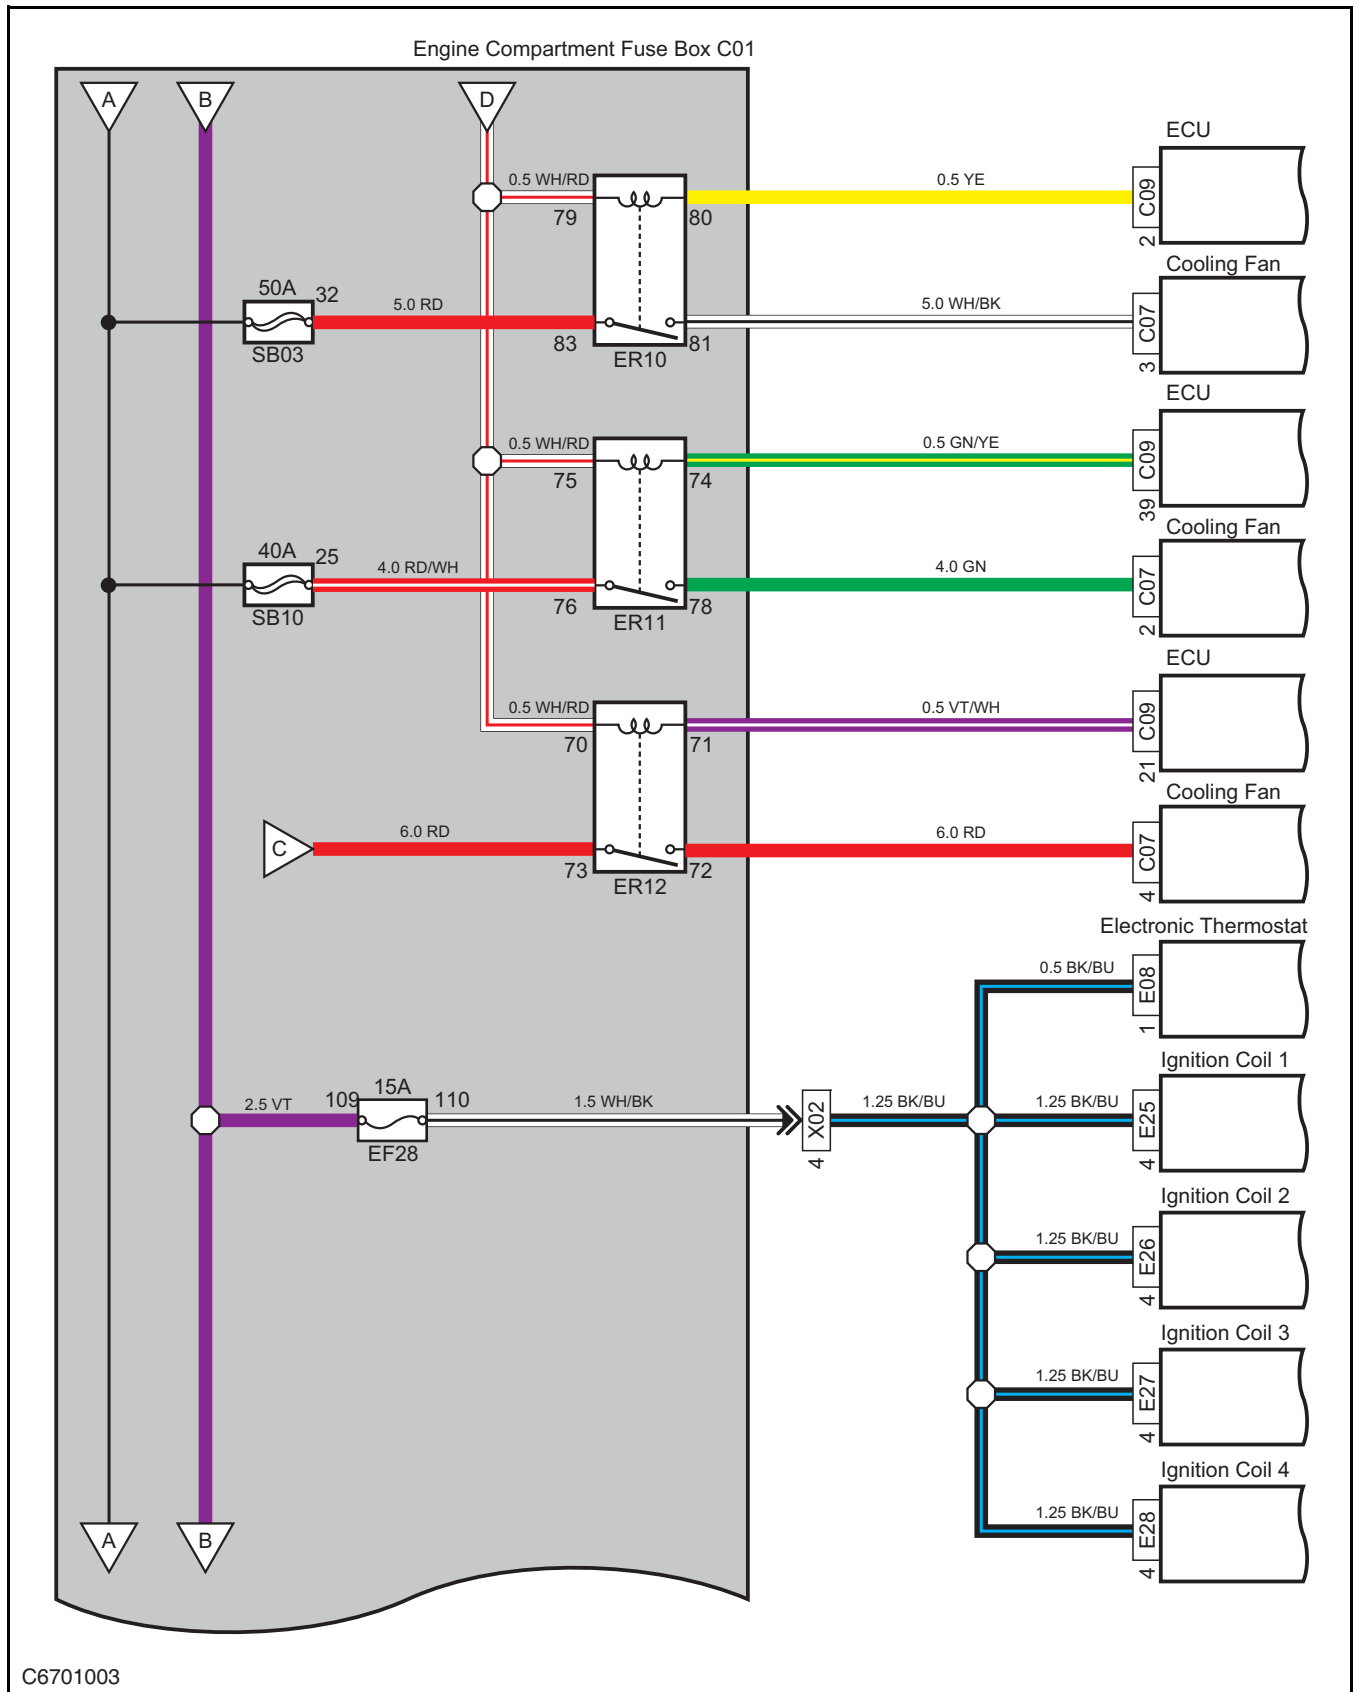 Engine Compartment Fuse Box C01
A
B
D
ECU
0.5 WH/RD
0.5 YE
C09
79
80
2
Cooling Fan
50A
32
5.0 RD
5.0 WH/BK
C07
SB03
83
81
3
ER10
ECU
0.5 WH/RD
0.5 GN/YE
C09
75
74
39
Cooling Fan
40A
25
4.0 RD/WH
4.0 GN
C07
SB10
76
78
2
ER11
ECU
0.5 WH/RD
0.5 VT/WH
C09
70
71
21
Cooling Fan
C
6.0 RD
6.0 RD
C07
73
72
4
ER12
Electronic Thermostat
0.5 BK/BU
E08
1
Ignition Coil 1
2.5 VT
109
15A
110
1.5 WH/BK
X02
1.25 BK/BU
1.25 BK/BU
E25
EF28
4
4
Ignition Coil 2
1.25 BK/BU
E26
4
Ignition Coil 3
1.25 BK/BU
E27
4
Ignition Coil 4
1.25 BK/BU
E28
4
A
B
C6701003